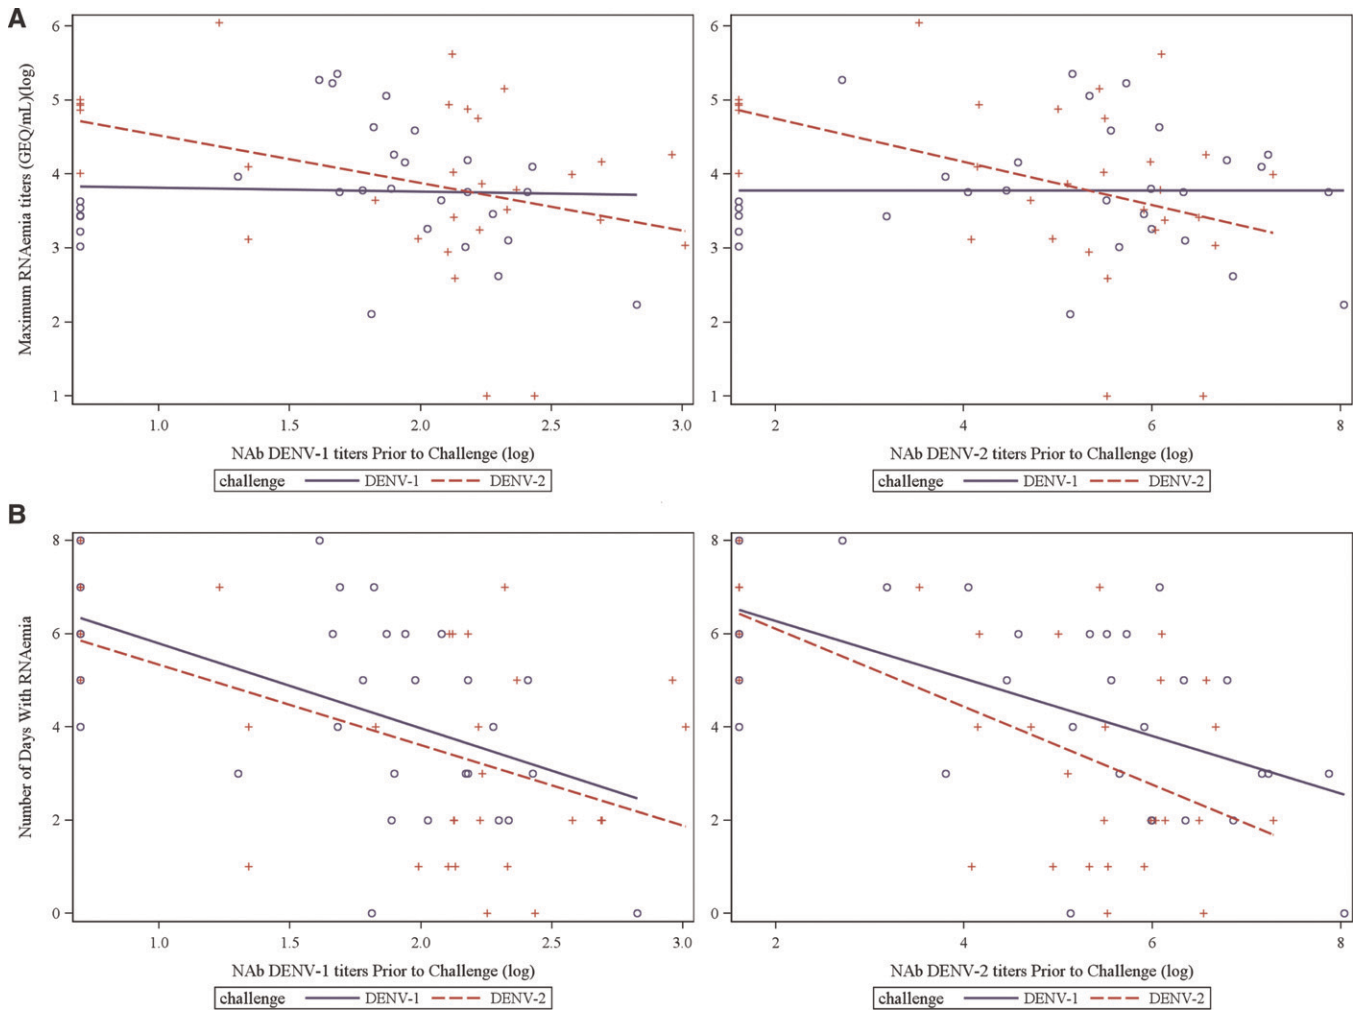 A
Maximum RNAemia titers (GEQ/mL)(log)
6
5
4
3
2
1
1.0 1.5 2.0 2.5 3.0
NAb DENV-1 titers Prior to Challenge (log)
challenge DENV-1 DENV-2
6
5
4
3
2
1
2 4 6 8
NAb DENV-2 titers Prior to Challenge (log)
challenge DENV-1 DENV-2
B
Number of Days With RNAemia
8
6
4
2
0
1.0 1.5 2.0 2.5 3.0
NAb DENV-1 titers Prior to Challenge (log)
challenge DENV-1 DENV-2
8
6
4
2
0
2 4 6 8
NAb DENV-2 titers Prior to Challenge (log)
challenge DENV-1 DENV-2